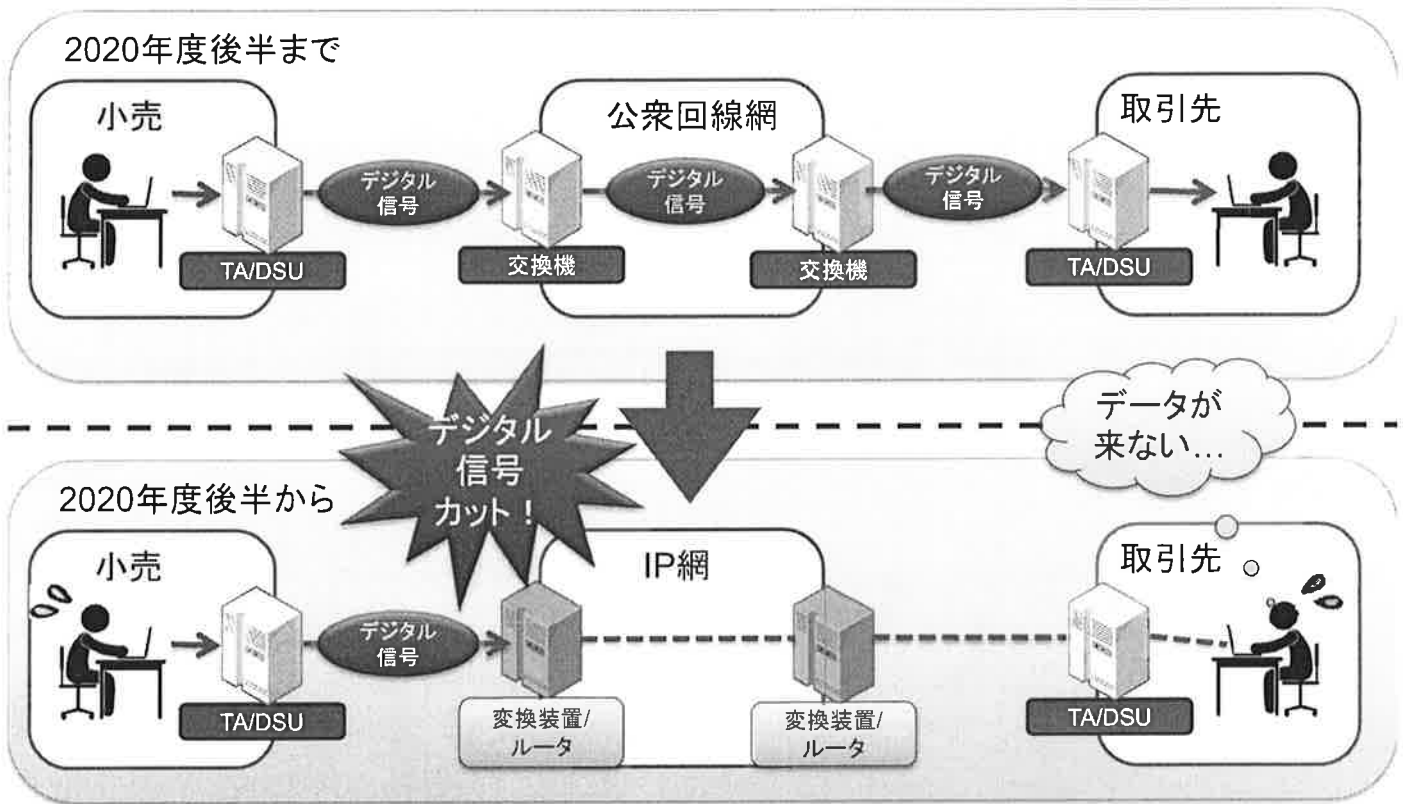 2020年度後半まで
小売
公衆回線網
取引先
デジタル
信号
デジタル
信号
デジタル
信号
TA/DSU
交換機
交換機
TA/DSU
デジタル
信号
カット！
データが
来ない…
2020年度後半から
小売
IP網
取引先
デジタル
信号
TA/DSU
変換装置/
ルータ
変換装置/
ルータ
TA/DSU